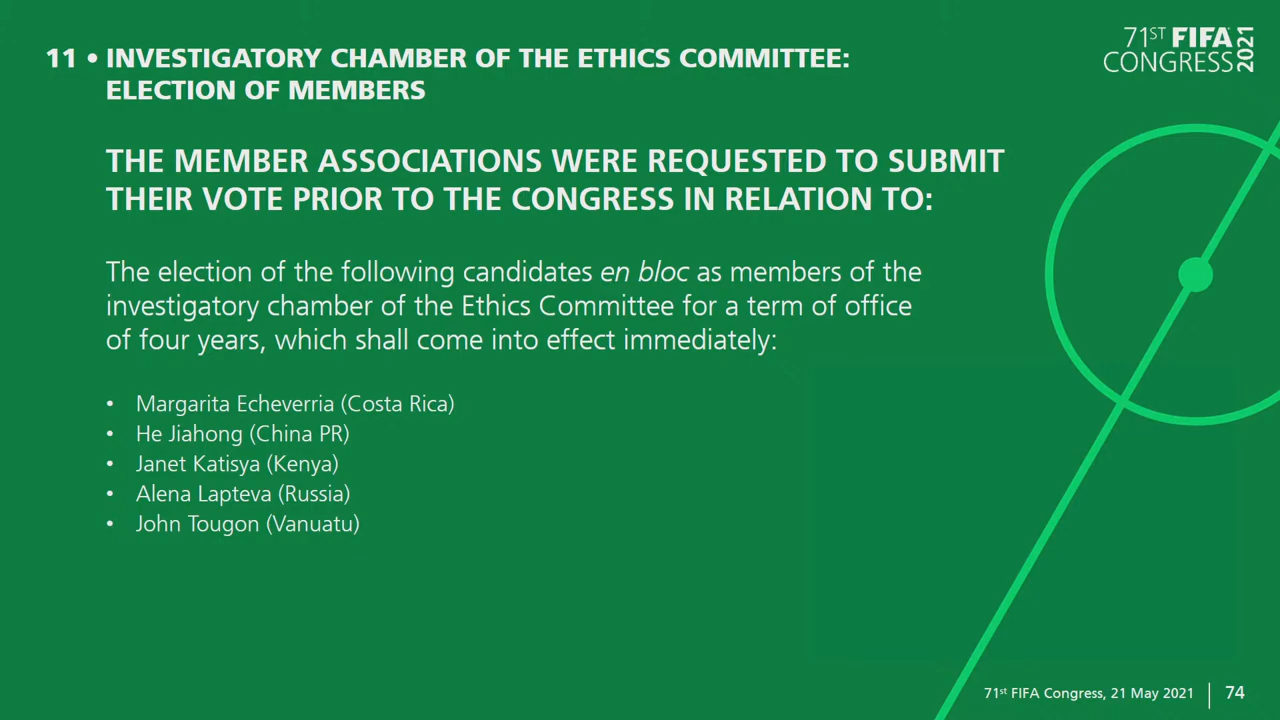 11 • INVESTIGATORY CHAMBER OF THE ETHICS COMMITTEE:
ELECTION OF MEMBERS
71ST FIFA
CONGRESS 2021
THE MEMBER ASSOCIATIONS WERE REQUESTED TO SUBMIT
THEIR VOTE PRIOR TO THE CONGRESS IN RELATION TO:
The election of the following candidates en bloc as members of the
investigatory chamber of the Ethics Committee for a term of office
of four years, which shall come into effect immediately:
• Margarita Echeverria (Costa Rica)
• He Jiahong (China PR)
• Janet Katisya (Kenya)
• Alena Lapteva (Russia)
• John Tougon (Vanuatu)
71st FIFA Congress, 21 May 2021 | 74